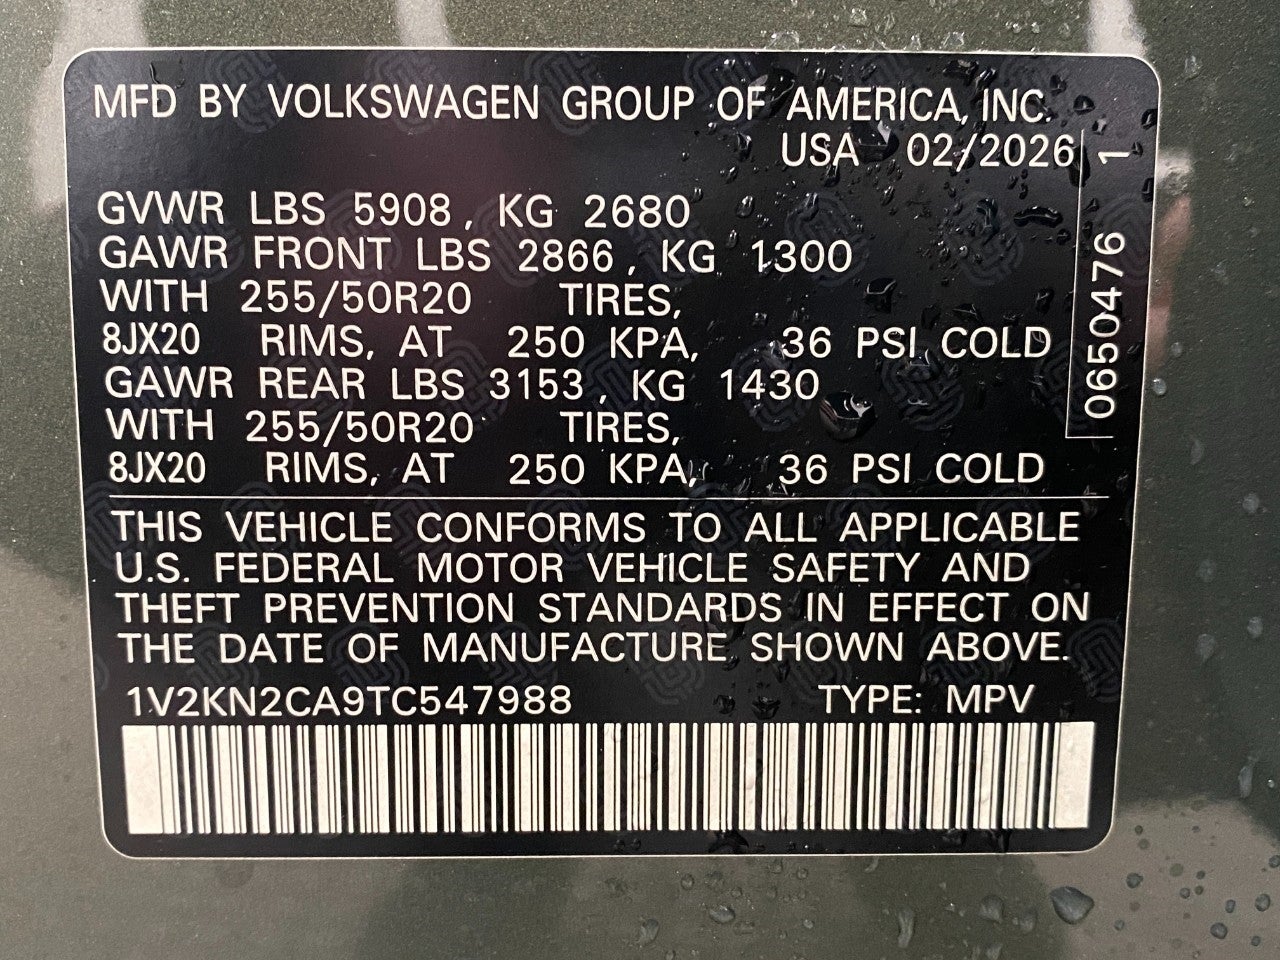 MFD BY VOLKSWAGEN GROUP OF AMERICA, INC.
USA 02/2026
GVWR LBS 5908, KG 2680
GAWR FRONT LBS 2866, KG 1300
WITH 255/50R20 TIRES,
8JX20 RIMS, AT 250 KPA, 36 PSI COLD
GAWR REAR LBS 3153, KG 1430
WITH 255/50R20 TIRES,
8JX20 RIMS, AT 250 KPA, 36 PSI COLD
0650476 1
THIS VEHICLE CONFORMS TO ALL APPLICABLE
U.S. FEDERAL MOTOR VEHICLE SAFETY AND
THEFT PREVENTION STANDARDS IN EFFECT ON
THE DATE OF MANUFACTURE SHOWN ABOVE.
1V2KN2CA9TC547988 TYPE: MPV